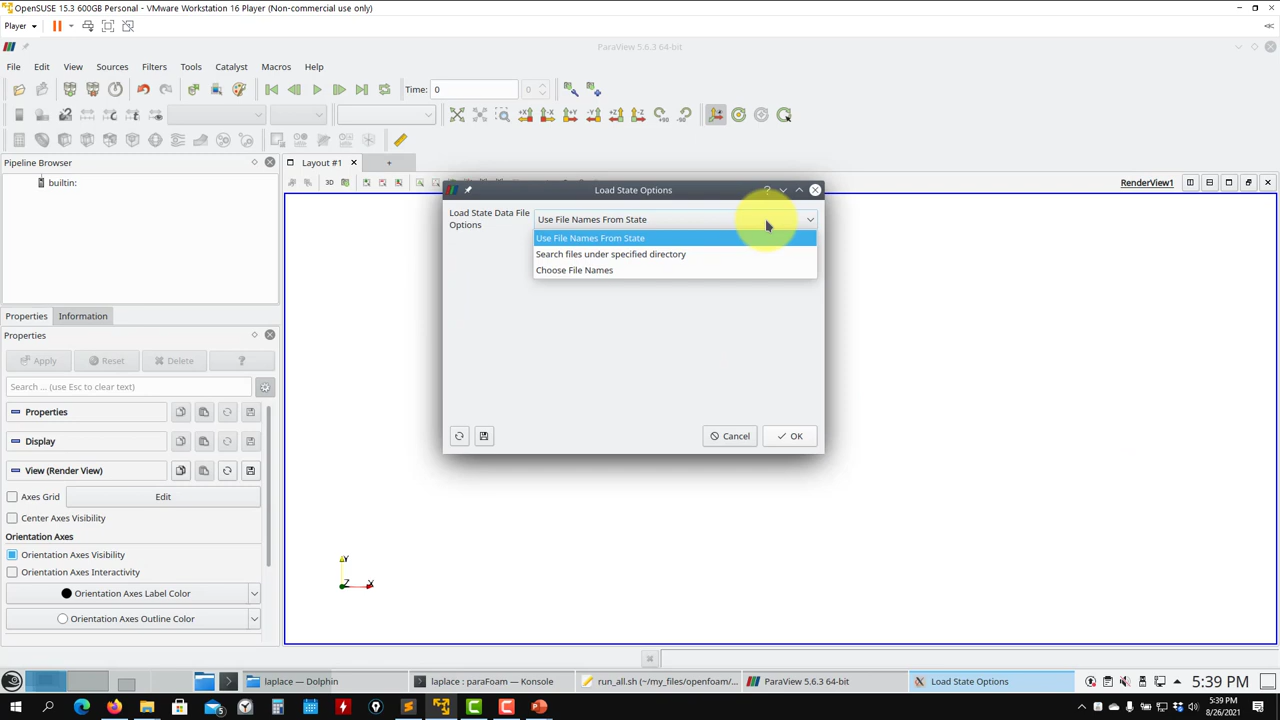 OpenSUSE 15.3 600GB Personal - VMware Workstation 16 Player (Non-commercial use only)
Player
ParaView 5.6.3 64-bit
File Edit View Sources Filters Tools Catalyst Macros Help
Time: 0 0
+X -X +Y -Y +Z -Z +90 -90
Pipeline Browser
Layout #1 +
builtin:
3D
RenderView1
Load State Options
?
Load State Data File Options
Use File Names From State
Use File Names From State
Search files under specified directory
Choose File Names
Cancel OK
Properties Information
Properties
Apply Reset Delete ?
Search ... (use Esc to clear text)
Properties
Display
View (Render View)
Axes Grid Edit
Center Axes Visibility
Orientation Axes
Orientation Axes Visibility
Orientation Axes Interactivity
Orientation Axes Label Color
Orientation Axes Outline Color
Y
Z X
laplace — Dolphin
laplace : paraFoam — Konsole
run_all.sh (~/my_files/openfoam/...
ParaView 5.6.3 64-bit
Load State Options
5:39 PM
5:39 PM
8/26/2021